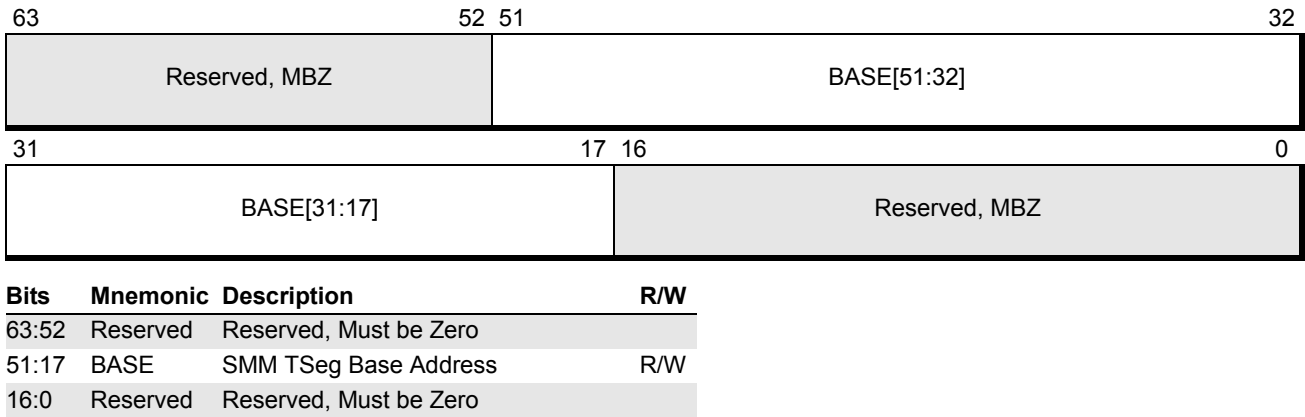 63 52 51 32
Reserved, MBZ BASE[51:32]
31 17 16 0
BASE[31:17] Reserved, MBZ
Bits Mnemonic Description R/W
63:52 Reserved Reserved, Must be Zero
51:17 BASE SMM TSeg Base Address R/W
16:0 Reserved Reserved, Must be Zero